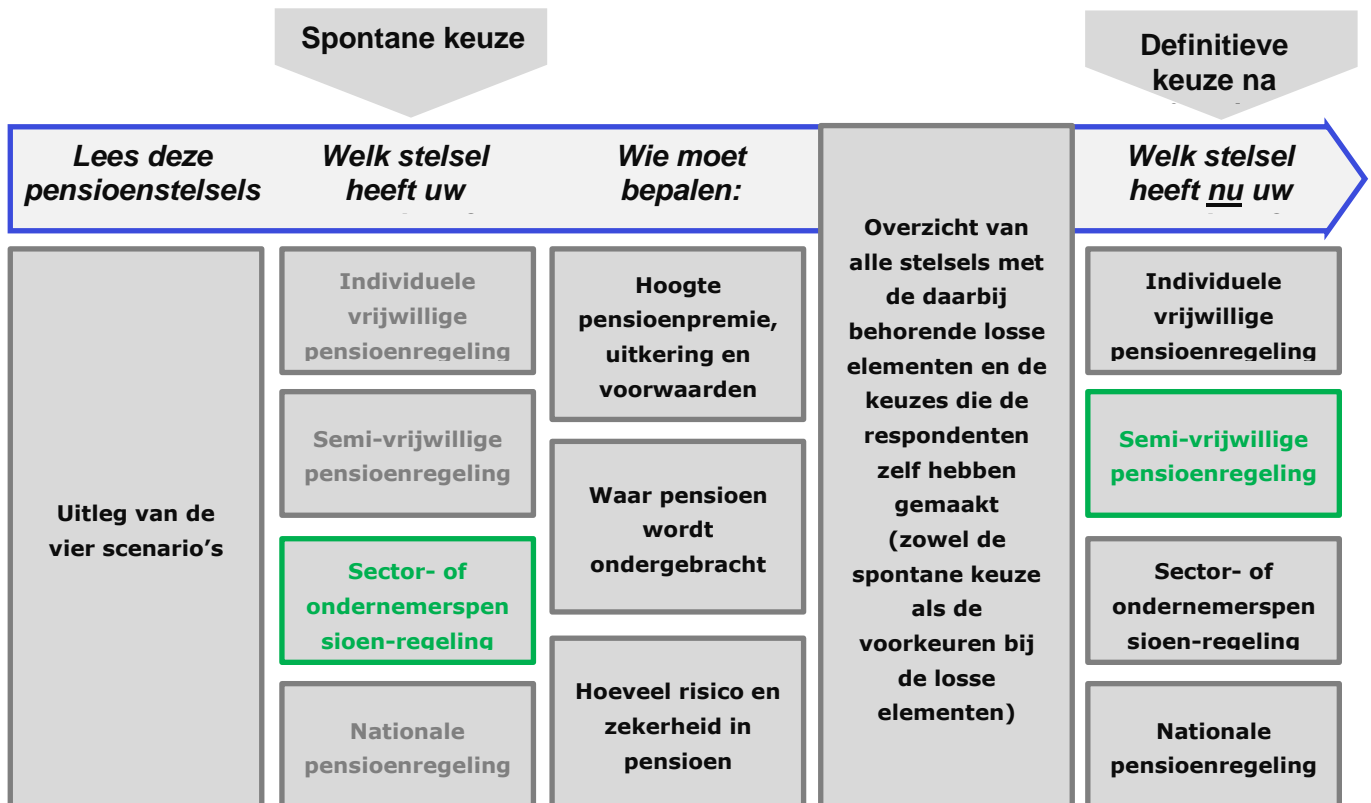 Spontane keuze
Definitieve
keuze na
Lees deze
pensioenstelsels
Welk stelsel
heeft uw
Wie moet
bepalen:
Welk stelsel
heeft nu uw
Uitleg van de
vier scenario’s
Individuele
vrijwillige
pensioenregeling
Semi-vrijwillige
pensioenregeling
Sector- of
ondernemerspen
sioen-regeling
Nationale
pensioenregeling
Hoogte
pensioenpremie,
uitkering en
voorwaarden
Waar pensioen
wordt
ondergebracht
Hoeveel risico en
zekerheid in
pensioen
Overzicht van
alle stelsels met
de daarbij
behorende losse
elementen en de
keuzes die de
respondenten
zelf hebben
gemaakt
(zowel de
spontane keuze
als de
voorkeuren bij
de losse
elementen)
Individuele
vrijwillige
pensioenregeling
Semi-vrijwillige
pensioenregeling
Sector- of
ondernemerspen
sioen-regeling
Nationale
pensioenregeling